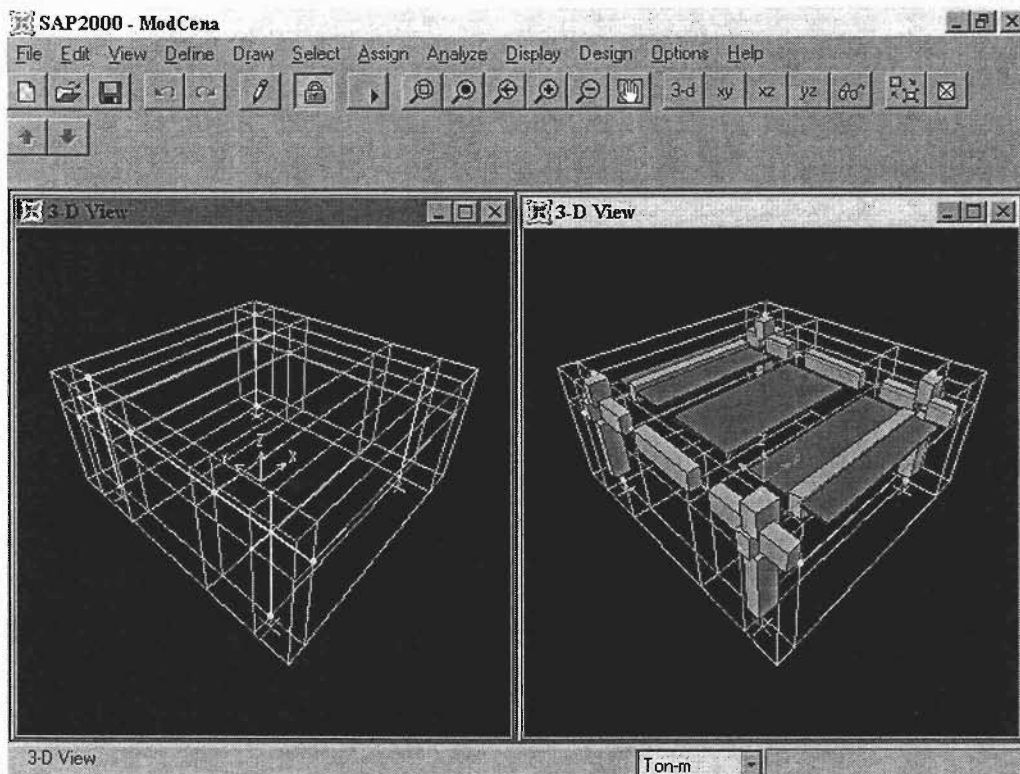 SAP2000 - ModCena
File Edit View Define Draw Select Assign Analyze Display Design Options Help
3-d xy xz yz
3-D View
3-D View
Z
X
3-D View
Ton-m